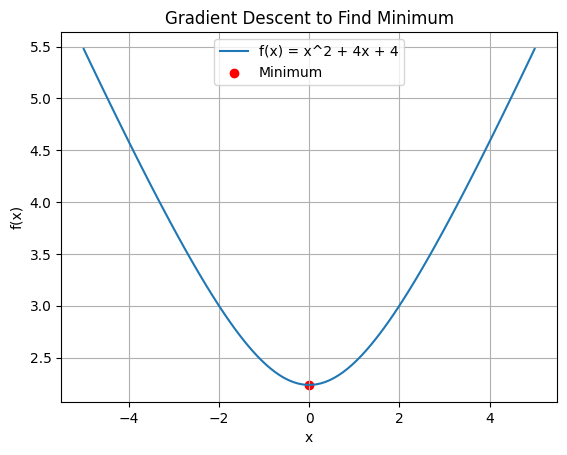 Gradient Descent to Find Minimum
f(x) = x^2 + 4x + 4
Minimum
5.5
5.0
4.5
4.0
3.5
3.0
2.5
f(x)
−4
−2
0
2
4
x